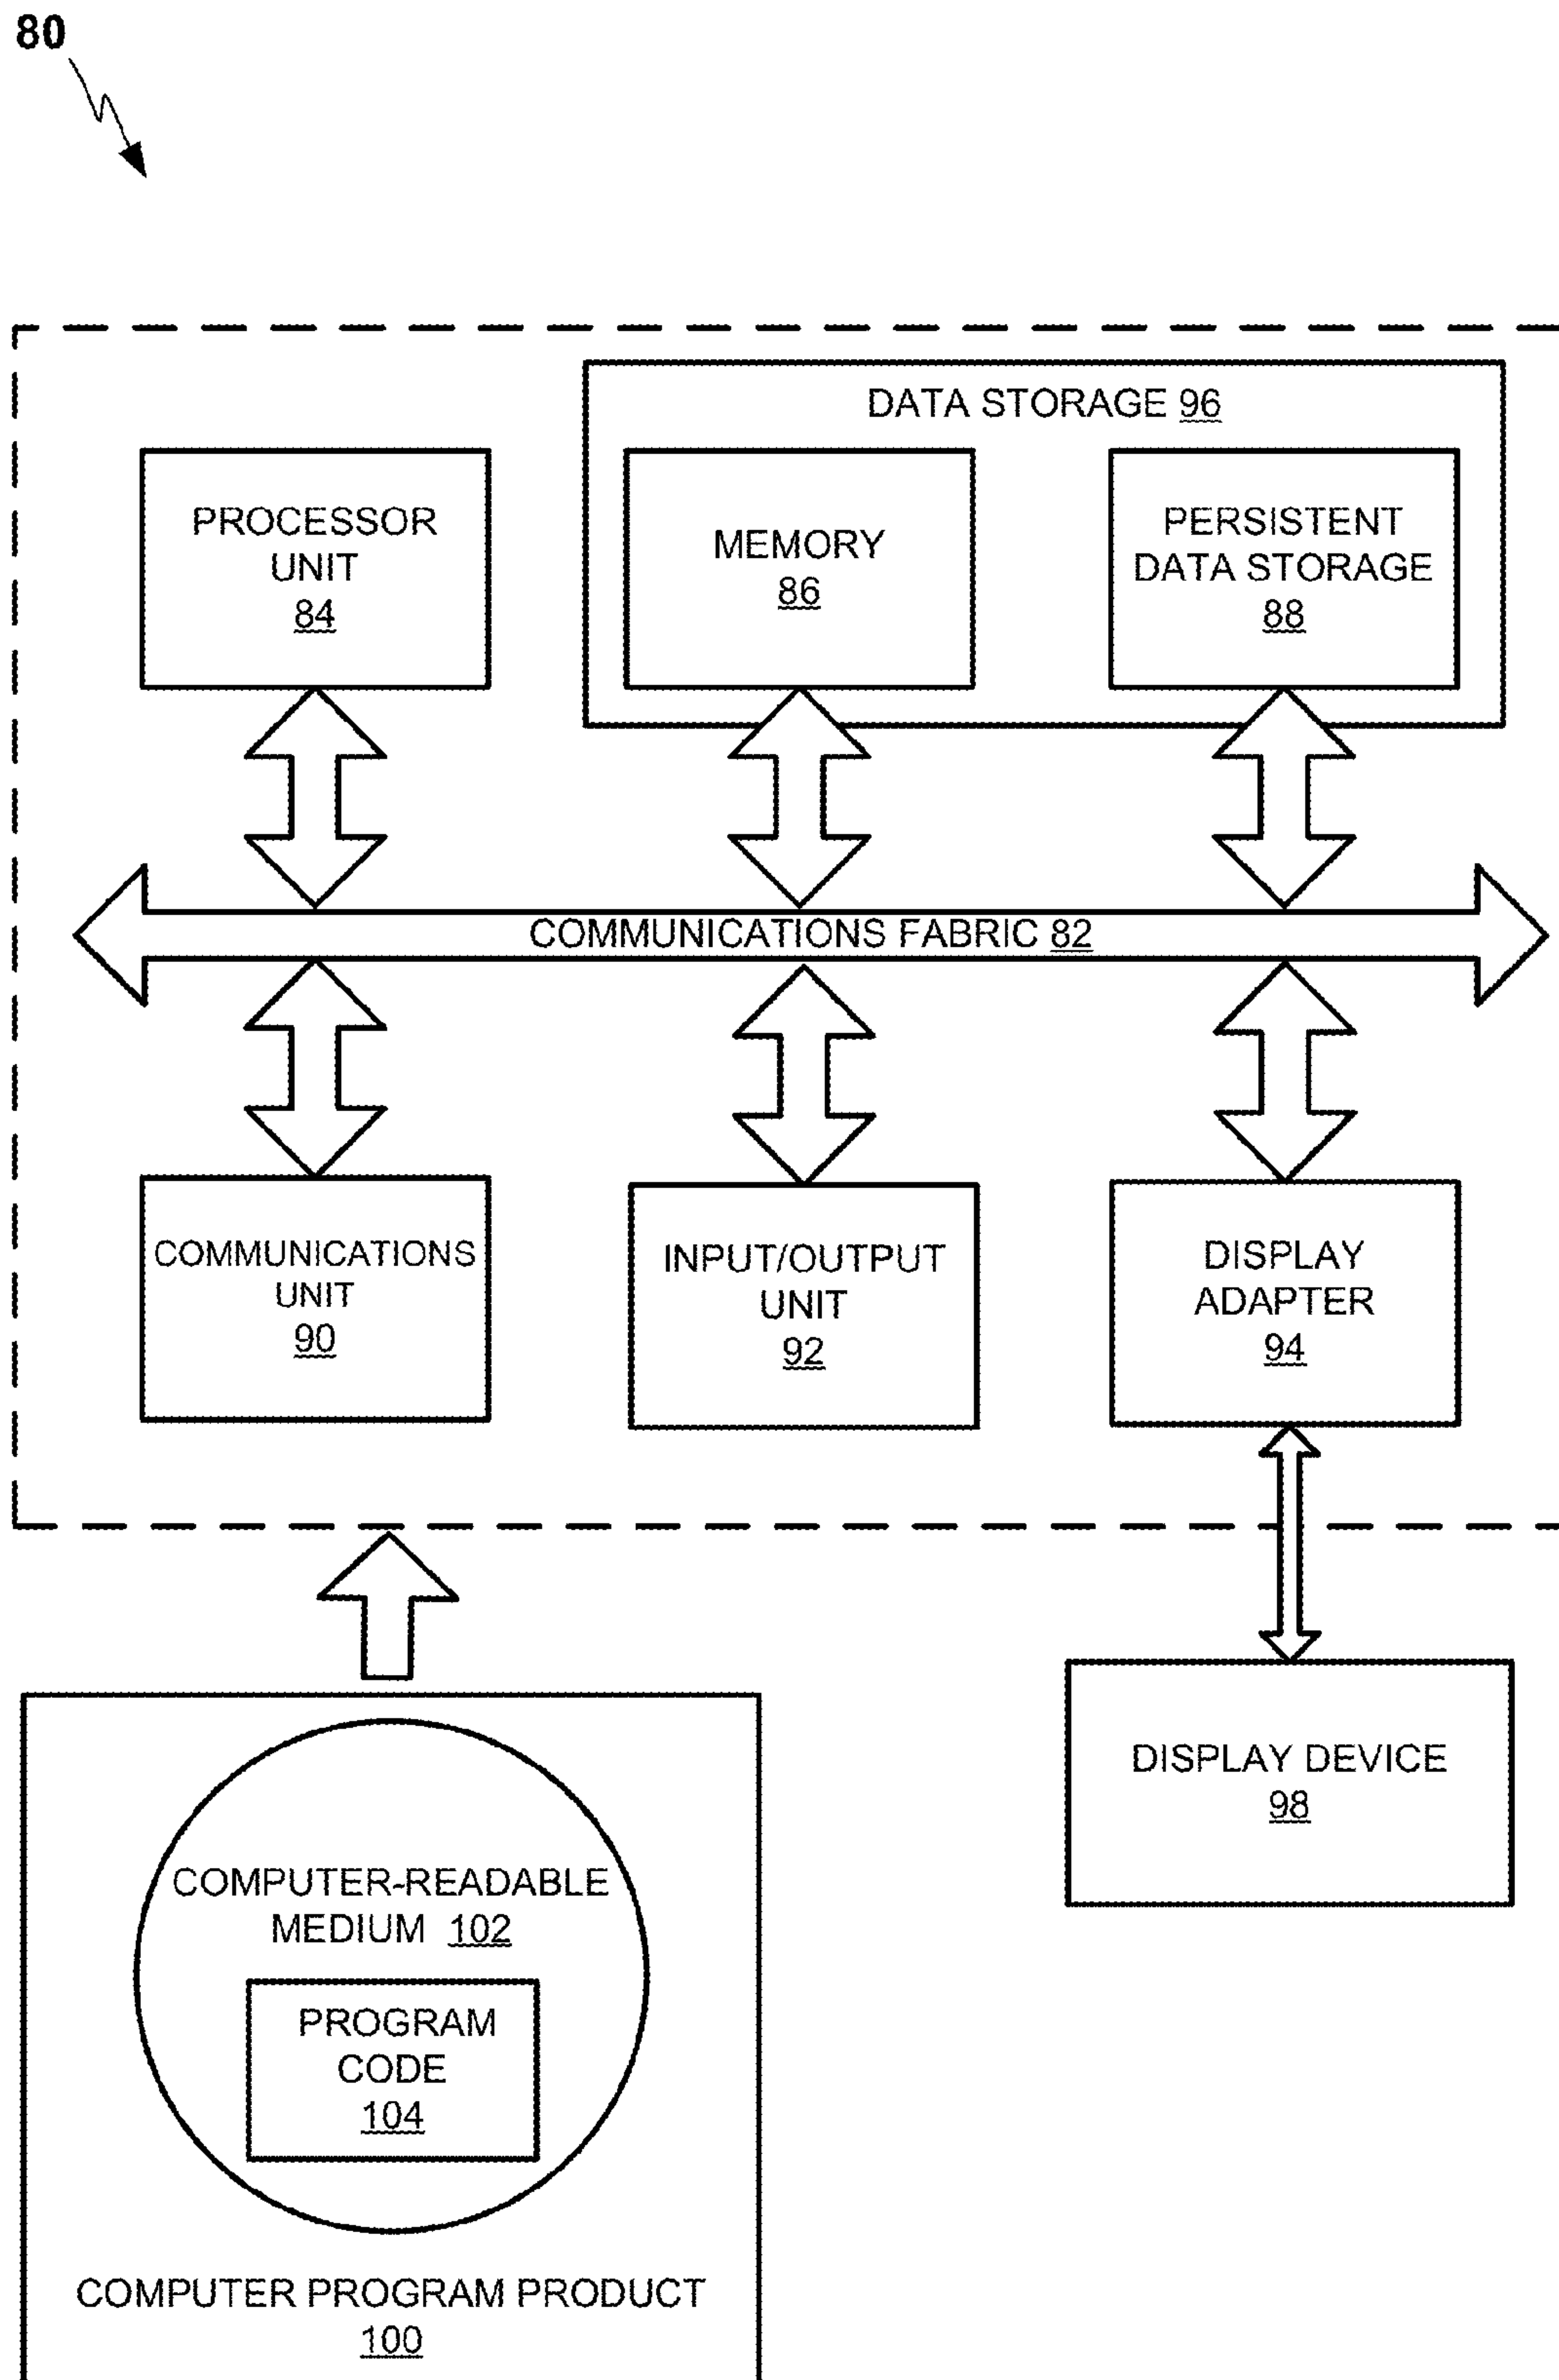 80
DATA STORAGE 96
PROCESSOR
UNIT
84
MEMORY
86
PERSISTENT
DATA STORAGE
88
COMMUNICATIONS FABRIC 82
COMMUNICATIONS
UNIT
90
INPUT/OUTPUT
UNIT
92
DISPLAY
ADAPTER
94
DISPLAY DEVICE
98
COMPUTER-READABLE
MEDIUM 102
PROGRAM
CODE
104
COMPUTER PROGRAM PRODUCT
100